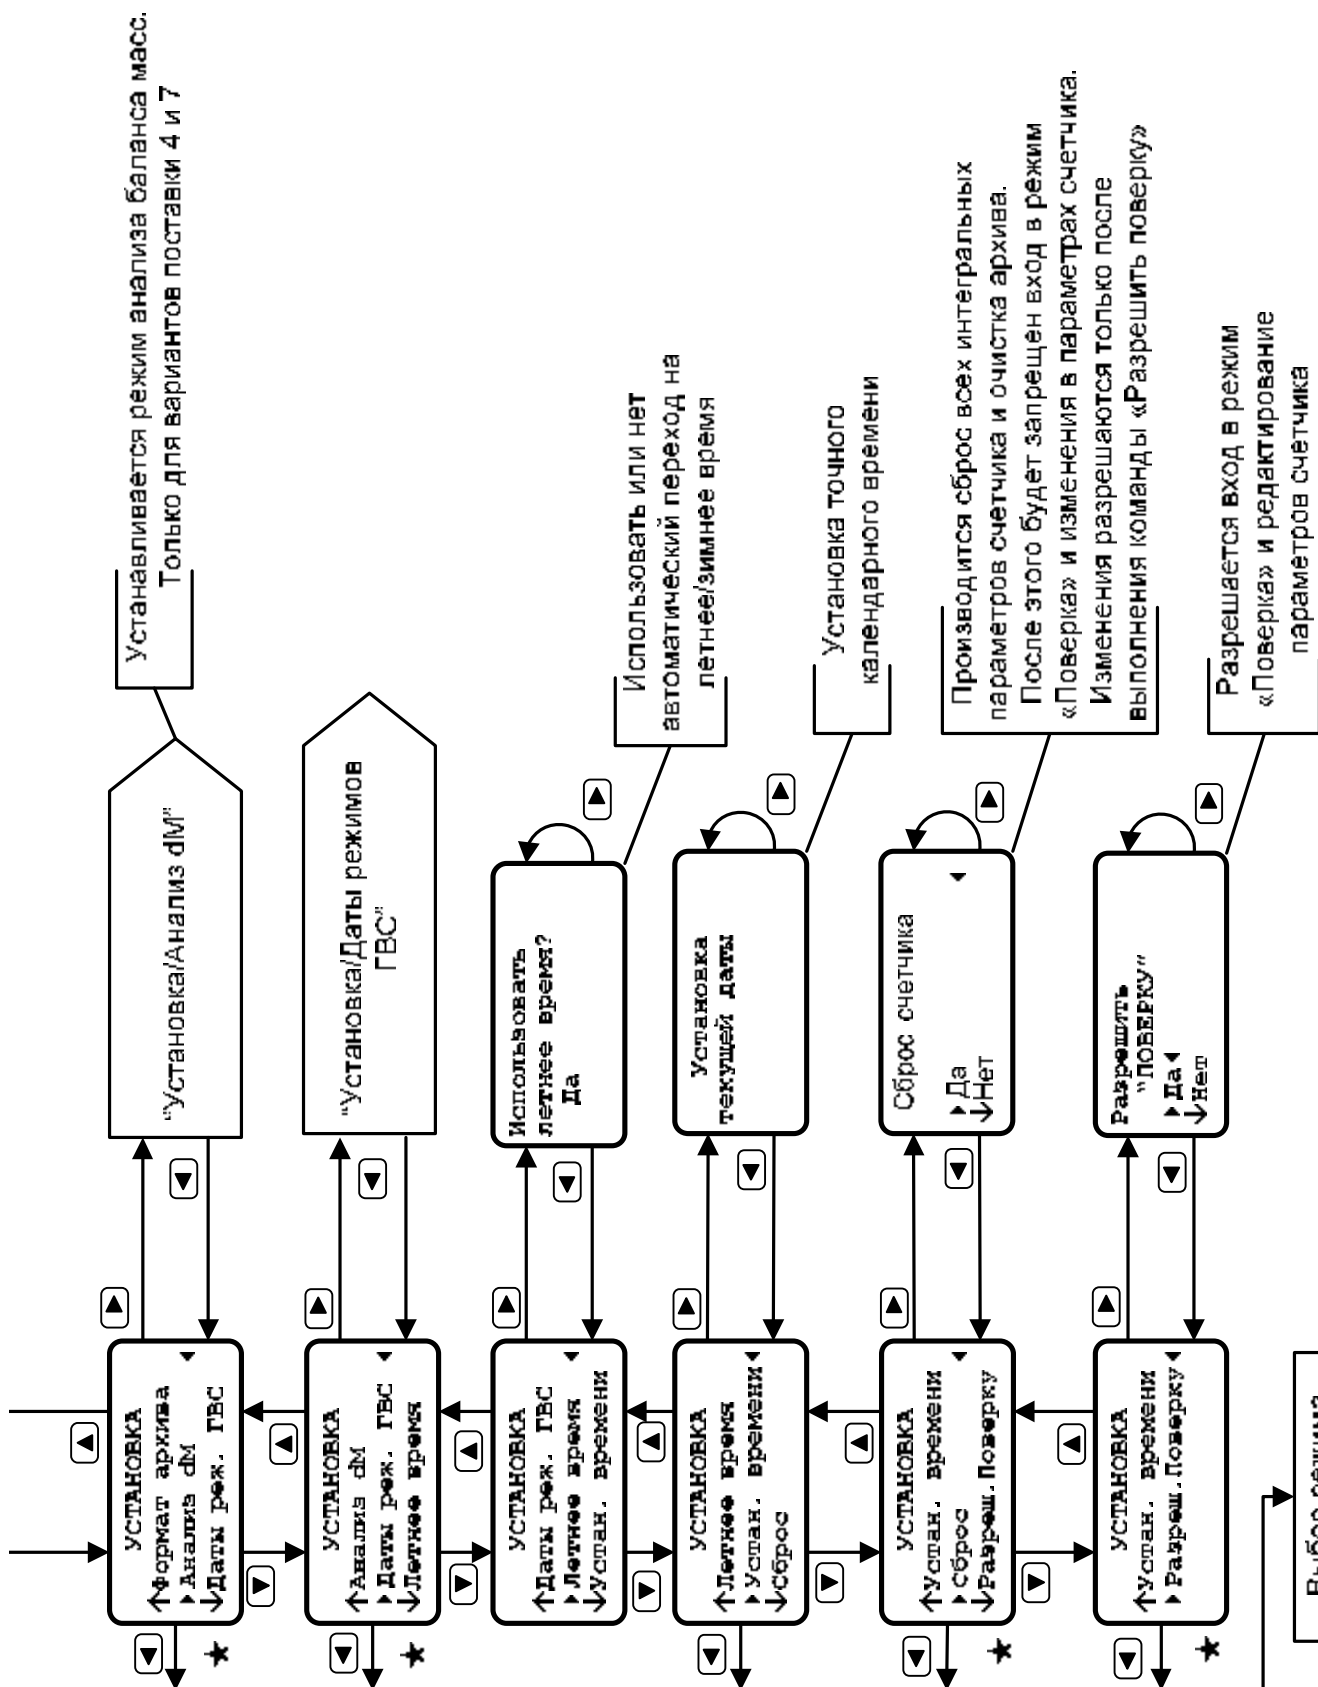 УСТАНОВКА
↑Формат архива
▸Анализ dM ◂
↓Даты реж. ГВС
"Установка/Анализ dM"
Устанавливается режим анализа баланса масс.
Только для вариантов поставки 4 и 7
УСТАНОВКА
↑Анализ dM
▸Даты реж. ГВС ◂
↓Летнее время
"Установка/Даты режимов
ГВС"
УСТАНОВКА
↑Даты реж. ГВС
▸Летнее время ◂
↓Устан. времени
Использовать
летнее время?
Да
Использовать или нет
автоматический переход на
летнее/зимнее время
УСТАНОВКА
↑Летнее время
▸Устан. времени◂
↓Сброс
Установка
текущей даты
Установка точного
календарного времени
УСТАНОВКА
↑Устан. времени
▸Сброс ◂
↓Разреш.Поверку
Сброс счетчика
▸Да ◂
↓Нет
Производится сброс всех интегральных
параметров счетчика и очистка архива.
После этого будет запрещен вход в режим
«Поверка» и изменения в параметрах счетчика.
Изменения разрешаются только после
выполнения команды «Разрешить поверку»
УСТАНОВКА
↑Устан. времени
▸Разреш.Поверку◂
Разрешить
"ПОВЕРКУ"
▸Да◂
↓Нет
Разрешается вход в режим
«Поверка» и редактирование
параметров счетчика
Выбор режима